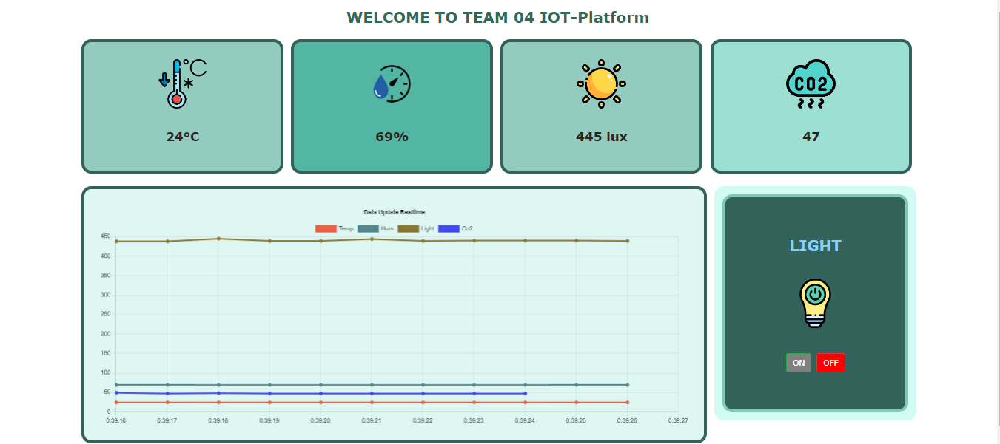 WELCOME TO TEAM 04 IOT-Platform
°C
CO2
24°C
69%
445 lux
47
Data Update Realtime
Temp Hum Light Co2
450
400
350
300
250
200
150
100
50
0
0:39:16 0:39:17 0:39:18 0:39:19 0:39:20 0:39:21 0:39:22 0:39:23 0:39:24 0:39:25 0:39:26 0:39:27
LIGHT
ON OFF